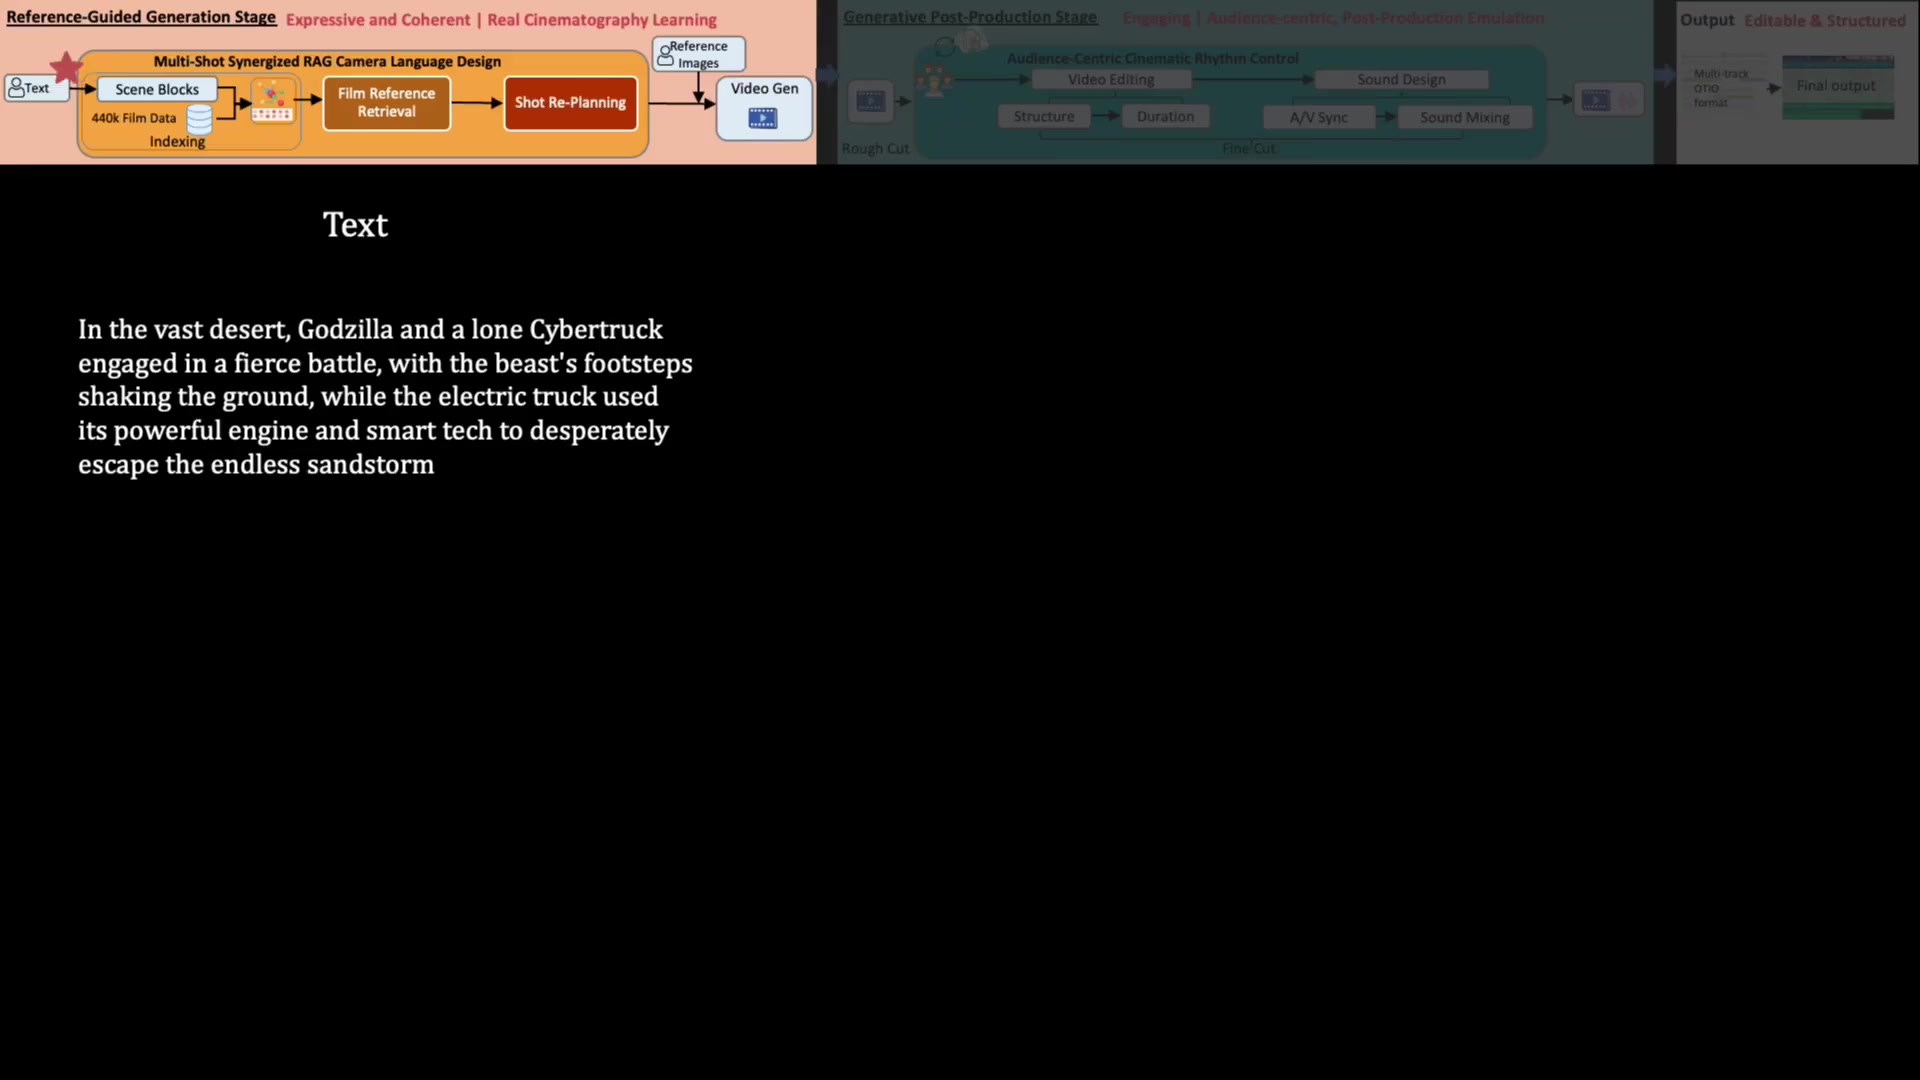 Reference-Guided Generation Stage Expressive and Coherent | Real Cinematography Learning
Multi-Shot Synergized RAG Camera Language Design
Text
Scene Blocks
440k Film Data
Indexing
Film Reference
Retrieval
Shot Re-Planning
Reference
Images
Video Gen
Generative Post-Production Stage Engaging | Audience-centric, Post-Production Emulation
Audience-Centric Cinematic Rhythm Control
Video Editing
Sound Design
Structure
Duration
A/V Sync
Sound Mixing
Rough Cut
Fine Cut
Output Editable & Structured
Multi-track
OTIO
format
Final output
Text
In the vast desert, Godzilla and a lone Cybertruck
engaged in a fierce battle, with the beast's footsteps
shaking the ground, while the electric truck used
its powerful engine and smart tech to desperately
escape the endless sandstorm